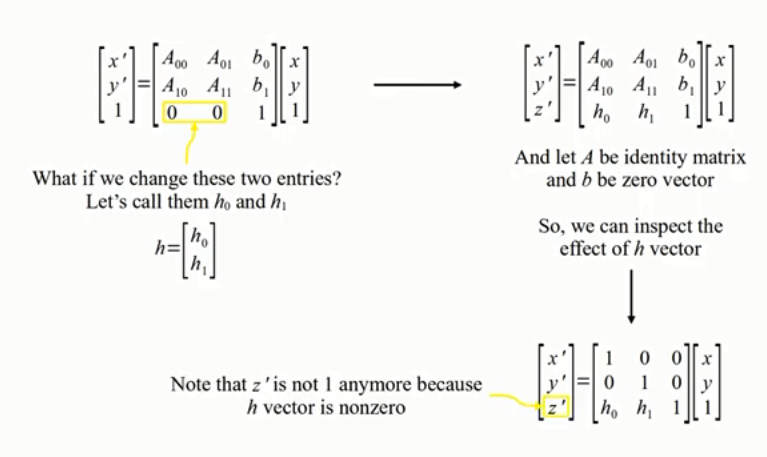 [x'] [A₀₀ A₀₁ b₀] [x]
[y'] = [A₁₀ A₁₁ b₁] [y]
[1] [0 0 1] [1]
What if we change these two entries?
Let's call them h₀ and h₁
h = [h₀]
[h₁]
[x'] [A₀₀ A₀₁ b₀] [x]
[y'] = [A₁₀ A₁₁ b₁] [y]
[z'] [h₀ h₁ 1] [1]
And let A be identity matrix
and b be zero vector
So, we can inspect the
effect of h vector
Note that z' is not 1 anymore because
h vector is nonzero
[x'] [1 0 0] [x]
[y'] = [0 1 0] [y]
[z'] [h₀ h₁ 1] [1]